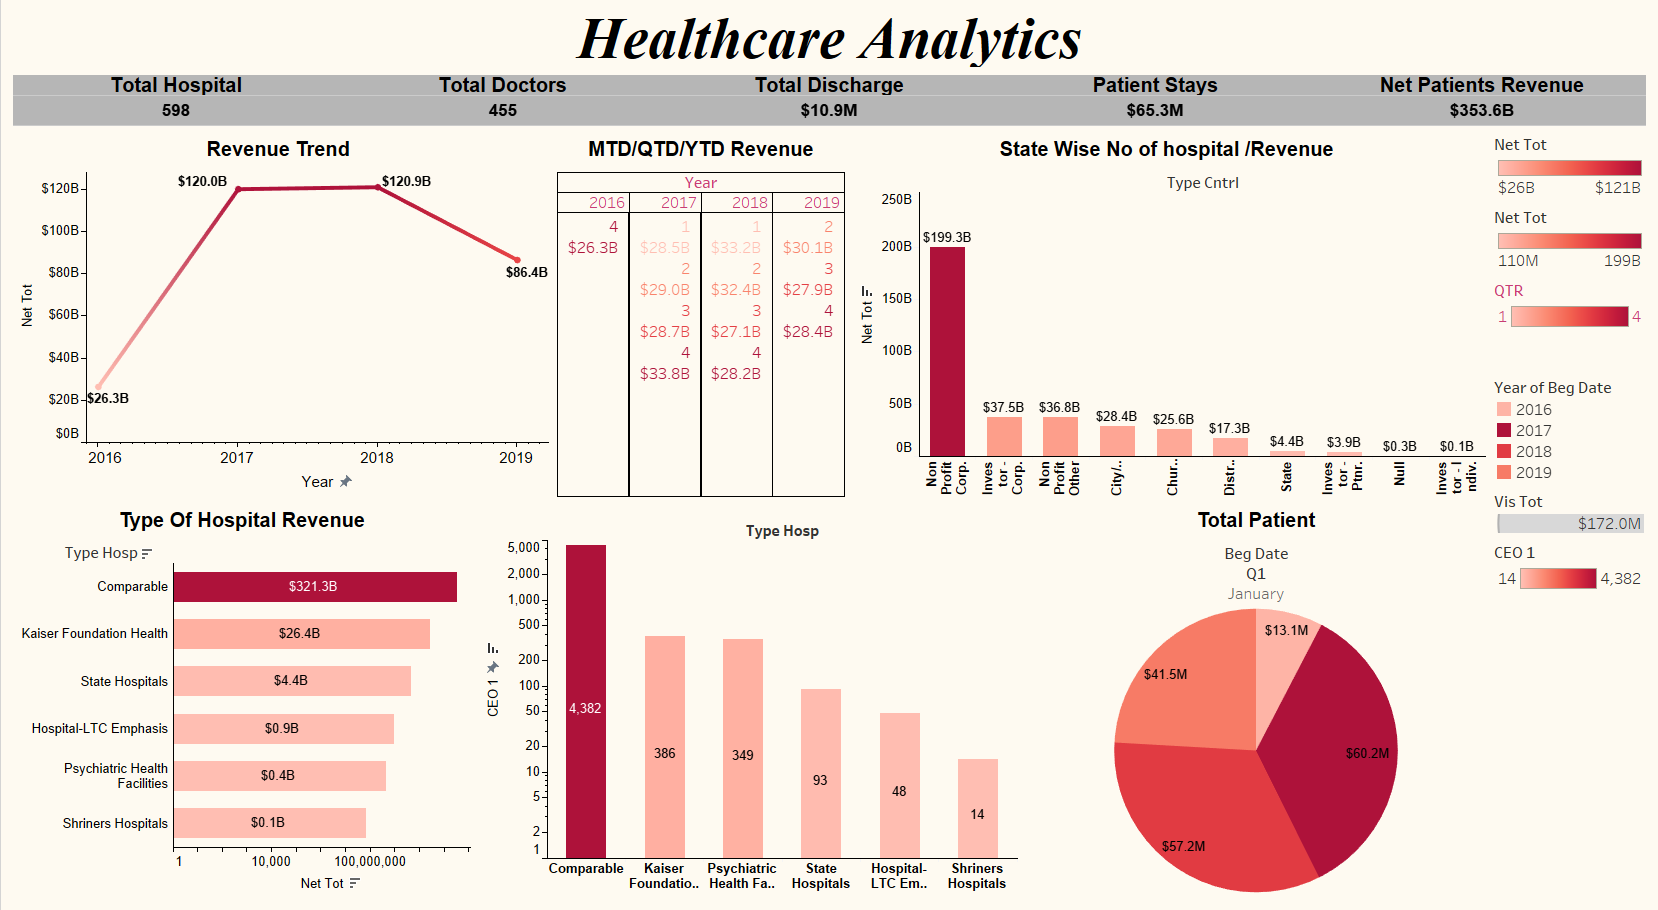 Healthcare Analytics
Total Hospital
598
Total Doctors
455
Total Discharge
$10.9M
Patient Stays
$65.3M
Net Patients Revenue
$353.6B
Revenue Trend
Net Tot
$120B
$100B
$80B
$60B
$40B
$20B
$0B
$26.3B
$120.0B
$120.9B
$86.4B
2016
2017
2018
2019
Year
MTD/QTD/YTD Revenue
Year
2016 2017 2018 2019
4 1 1 2
$26.3B $28.5B $33.2B $30.1B
2 2 3
$29.0B $32.4B $27.9B
3 3 4
$28.7B $27.1B $28.4B
4 4
$33.8B $28.2B
State Wise No of hospital /Revenue
Type Cntrl
Net Tot
250B
200B
150B
100B
50B
0B
$199.3B
$37.5B
$36.8B
$28.4B
$25.6B
$17.3B
$4.4B
$3.9B
$0.3B
$0.1B
Non
Profit
Corp.
Inves
tor -
Corp.
Non
Profit
Other
City/..
Chur..
Distr..
State
Inves
tor -
Ptnr.
Null
Inves
tor - I
ndiv.
Net Tot
$26B $121B
Net Tot
110M 199B
QTR
1 4
Year of Beg Date
2016
2017
2018
2019
Vis Tot
$172.0M
CEO 1
14 4,382
Type Of Hospital Revenue
Type Hosp
Comparable
$321.3B
Kaiser Foundation Health
$26.4B
State Hospitals
$4.4B
Hospital-LTC Emphasis
$0.9B
Psychiatric Health
Facilities
$0.4B
Shriners Hospitals
$0.1B
1 10,000 100,000,000
Net Tot
Type Hosp
CEO 1
5,000
2,000
1,000
500
200
100
50
20
10
5
2
1
4,382
386
349
93
48
14
Comparable
Kaiser
Foundatio..
Psychiatric
Health Fa..
State
Hospitals
Hospital-
LTC Em..
Shriners
Hospitals
Total Patient
Beg Date
Q1
January
$13.1M
$41.5M
$60.2M
$57.2M